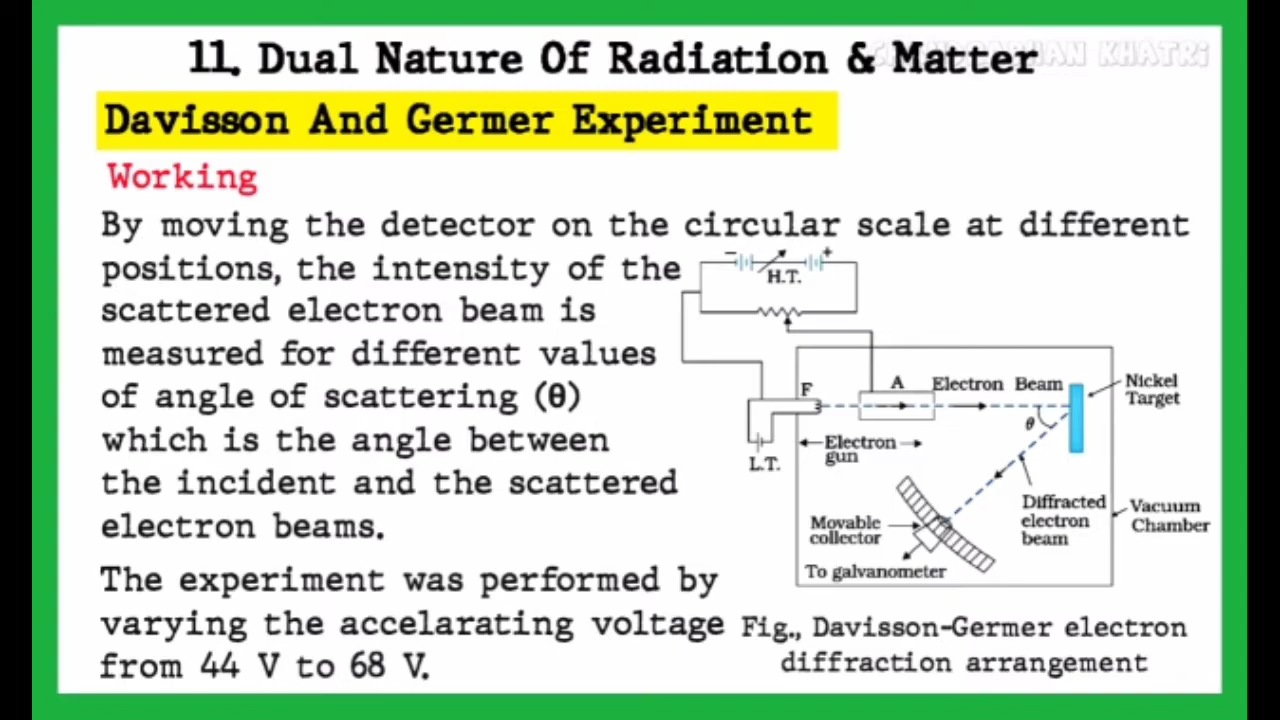 11. Dual Nature Of Radiation & Matter
Davisson And Germer Experiment
Working
By moving the detector on the circular scale at different
positions, the intensity of the
scattered electron beam is
measured for different values
of angle of scattering (θ)
which is the angle between
the incident and the scattered
electron beams.
The experiment was performed by
varying the accelarating voltage
from 44 V to 68 V.
− +
H.T.
F
A
Electron Beam
Nickel
Target
θ
Electron
gun
L.T.
Diffracted
electron
beam
Vacuum
Chamber
Movable
collector
To galvanometer
Fig., Davisson-Germer electron
diffraction arrangement
KHATRi